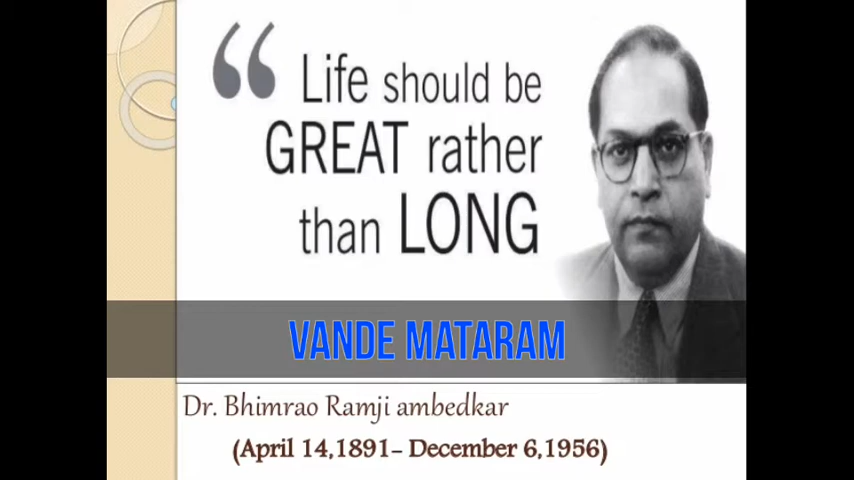 “ Life should be
GREAT rather
than LONG
VANDE MATARAM
Dr. Bhimrao Ramji ambedkar
(April 14,1891– December 6,1956)